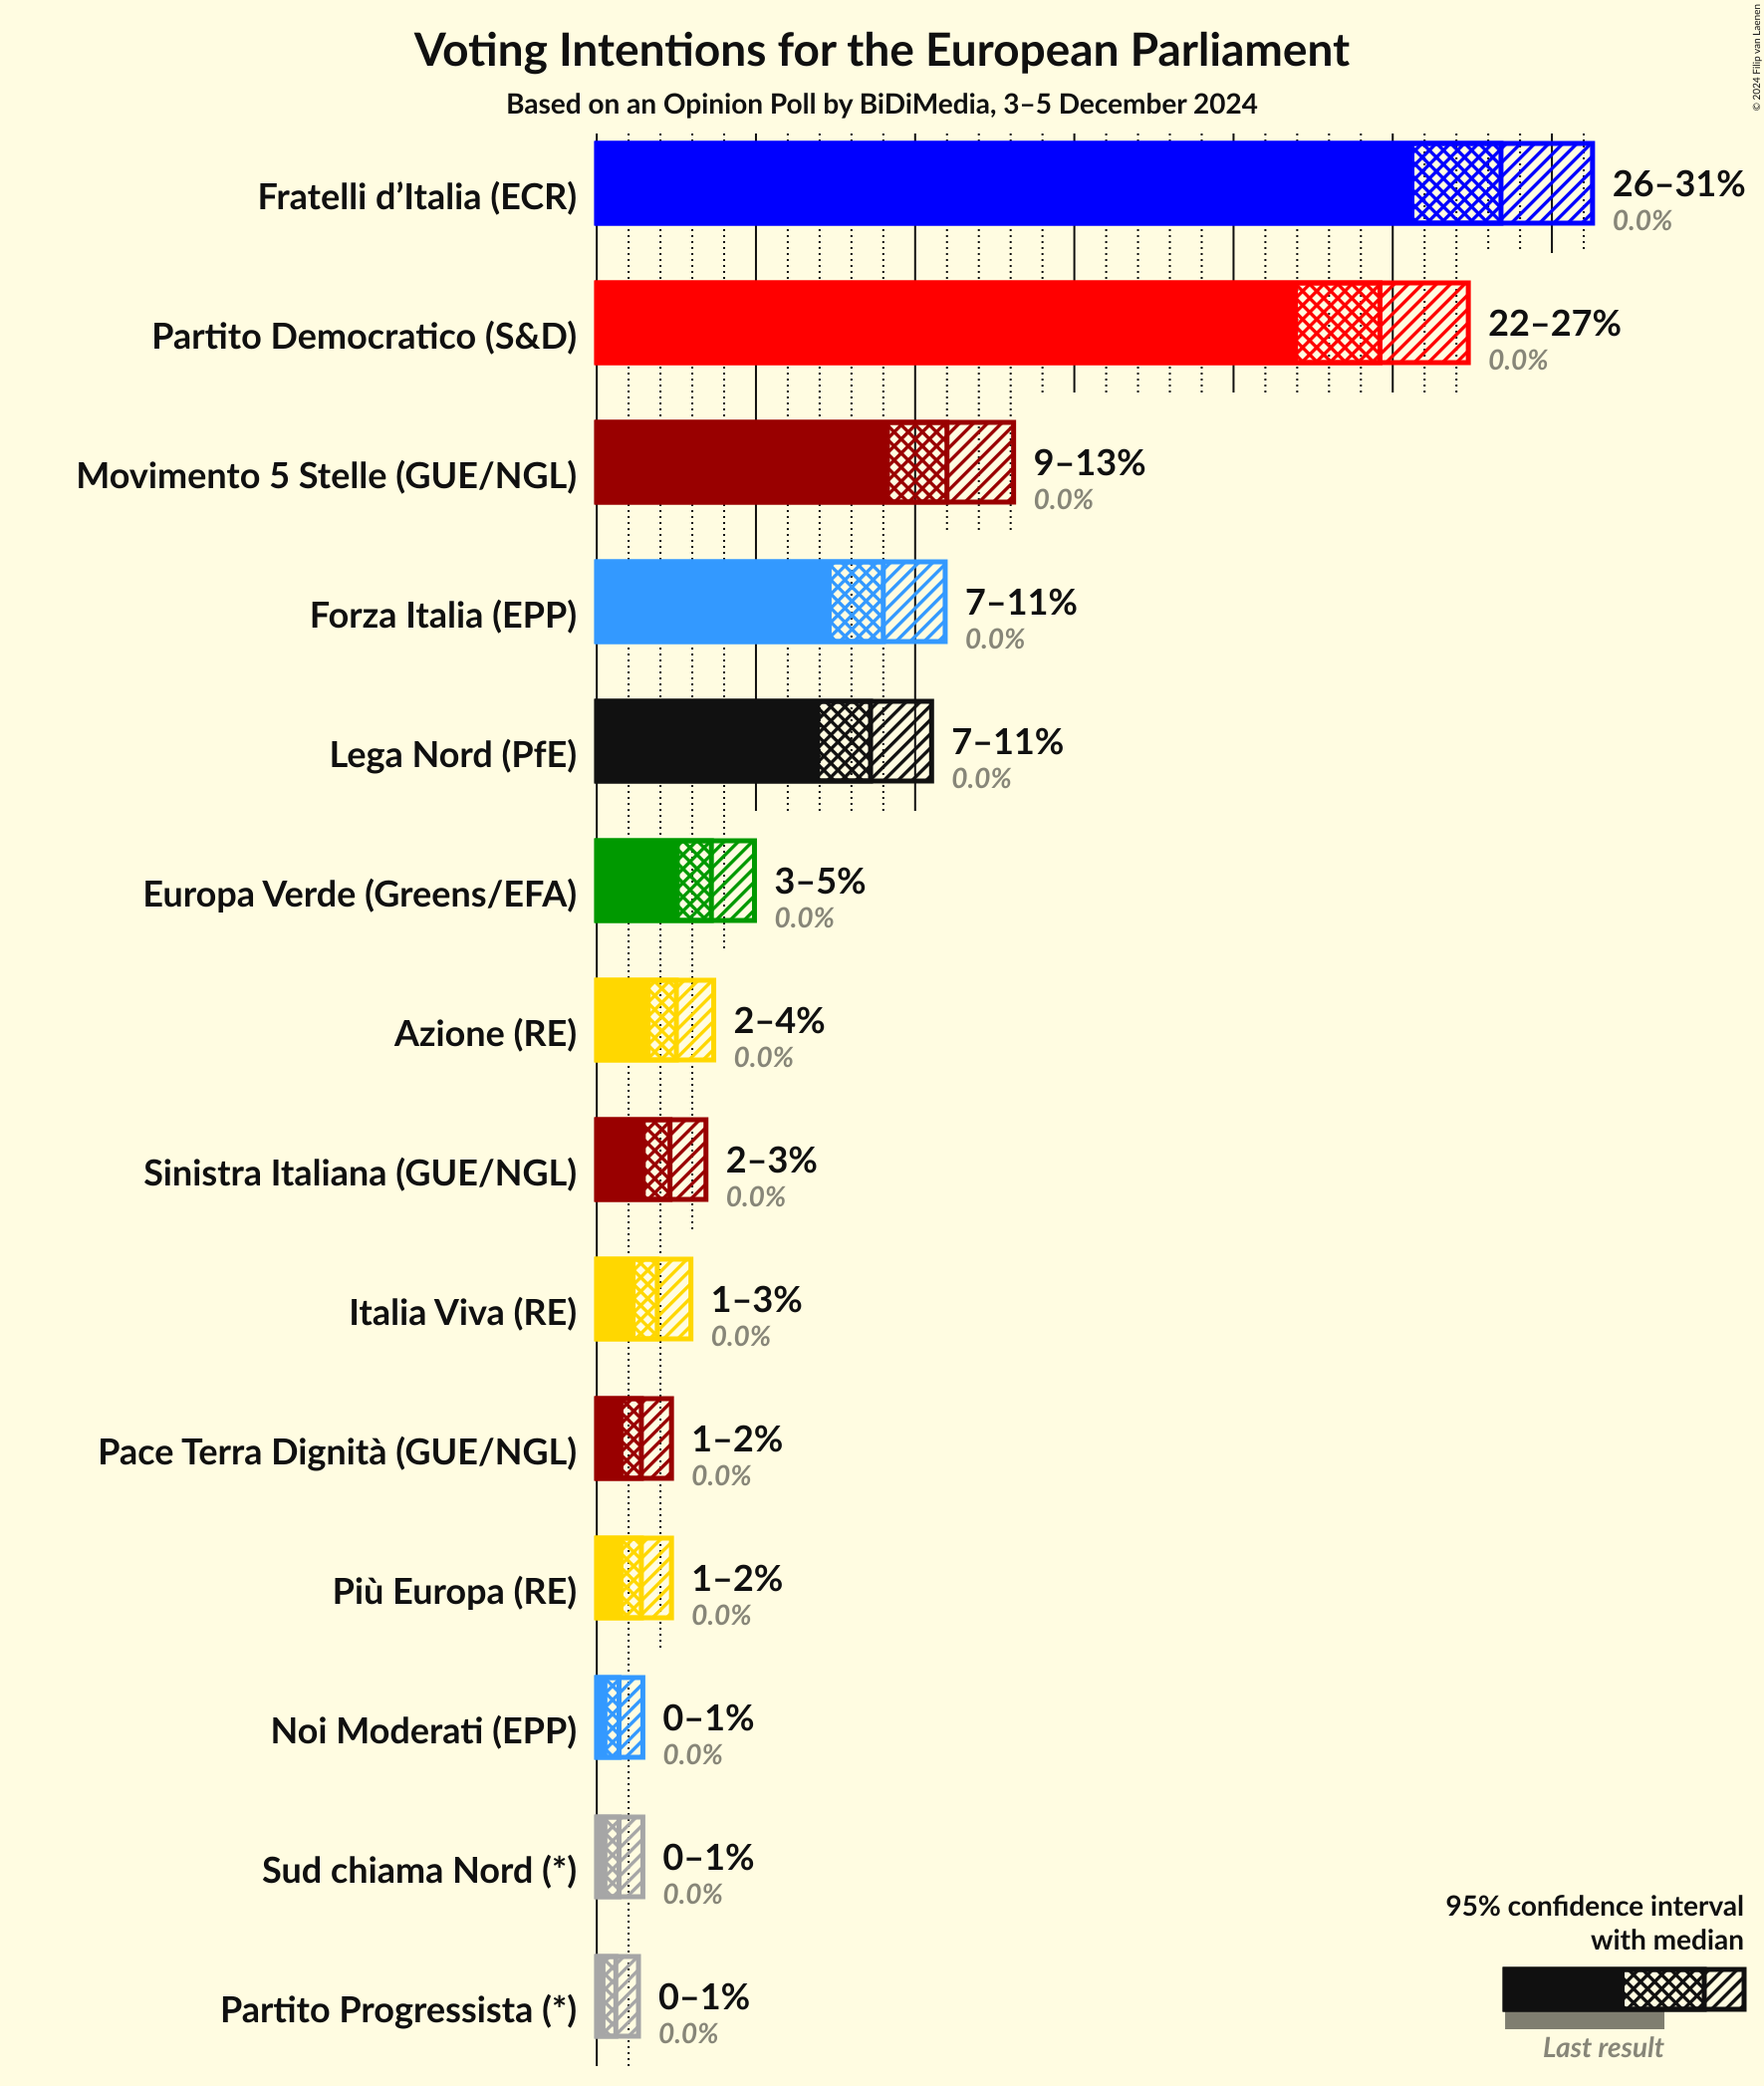 Voting Intentions for the European Parliament
Based on an Opinion Poll by BiDiMedia, 3–5 December 2024
© 2024 Filip van Laenen
Fratelli d’Italia (ECR)
26–31%
0.0%
Partito Democratico (S&D)
22–27%
0.0%
Movimento 5 Stelle (GUE/NGL)
9–13%
0.0%
Forza Italia (EPP)
7–11%
0.0%
Lega Nord (PfE)
7–11%
0.0%
Europa Verde (Greens/EFA)
3–5%
0.0%
Azione (RE)
2–4%
0.0%
Sinistra Italiana (GUE/NGL)
2–3%
0.0%
Italia Viva (RE)
1–3%
0.0%
Pace Terra Dignità (GUE/NGL)
1–2%
0.0%
Più Europa (RE)
1–2%
0.0%
Noi Moderati (EPP)
0–1%
0.0%
Sud chiama Nord (*)
0–1%
0.0%
Partito Progressista (*)
0–1%
0.0%
95% confidence interval
with median
Last result